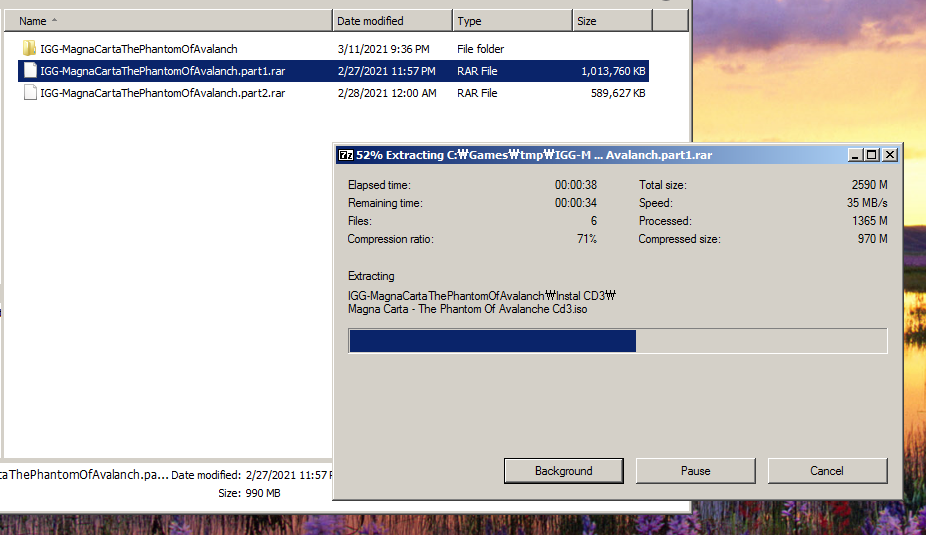 Name Date modified Type Size
IGG-MagnaCartaThePhantomOfAvalanch 3/11/2021 9:36 PM File folder
IGG-MagnaCartaThePhantomOfAvalanch.part1.rar 2/27/2021 11:57 PM RAR File 1,013,760 KB
IGG-MagnaCartaThePhantomOfAvalanch.part2.rar 2/28/2021 12:00 AM RAR File 589,627 KB
52% Extracting C:₩Games₩tmp₩IGG-M ... Avalanch.part1.rar
Elapsed time: 00:00:38 Total size: 2590 M
Remaining time: 00:00:34 Speed: 35 MB/s
Files: 6 Processed: 1365 M
Compression ratio: 71% Compressed size: 970 M
Extracting
IGG-MagnaCartaThePhantomOfAvalanch₩Instal CD3₩
Magna Carta - The Phantom Of Avalanche Cd3.iso
Background Pause Cancel
taThePhantomOfAvalanch.pa... Date modified: 2/27/2021 11:57
Size: 990 MB